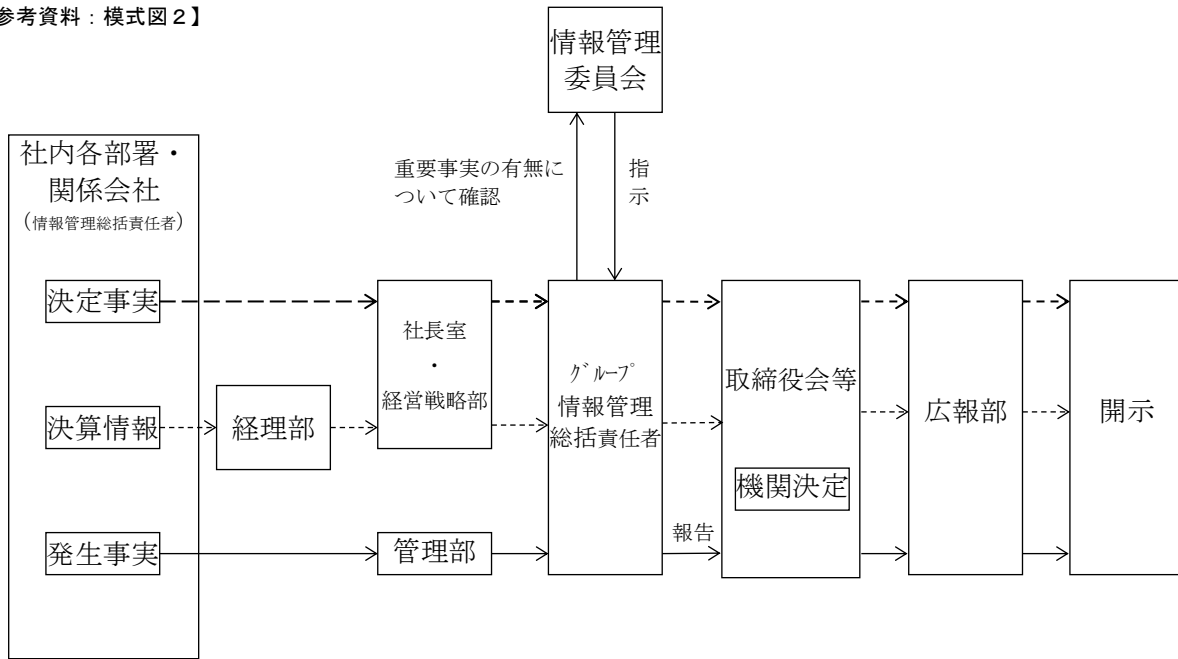 参考資料：模式図２】
情報管理
委員会
社内各部署・
関係会社
（情報管理総括責任者）
重要事実の有無に
ついて確認
指
示
決定事実
社長室
・
経営戦略部
ｸﾞﾙｰﾌﾟ
情報管理
総括責任者
取締役会等
広報部
開示
決算情報
経理部
機関決定
報告
発生事実
管理部